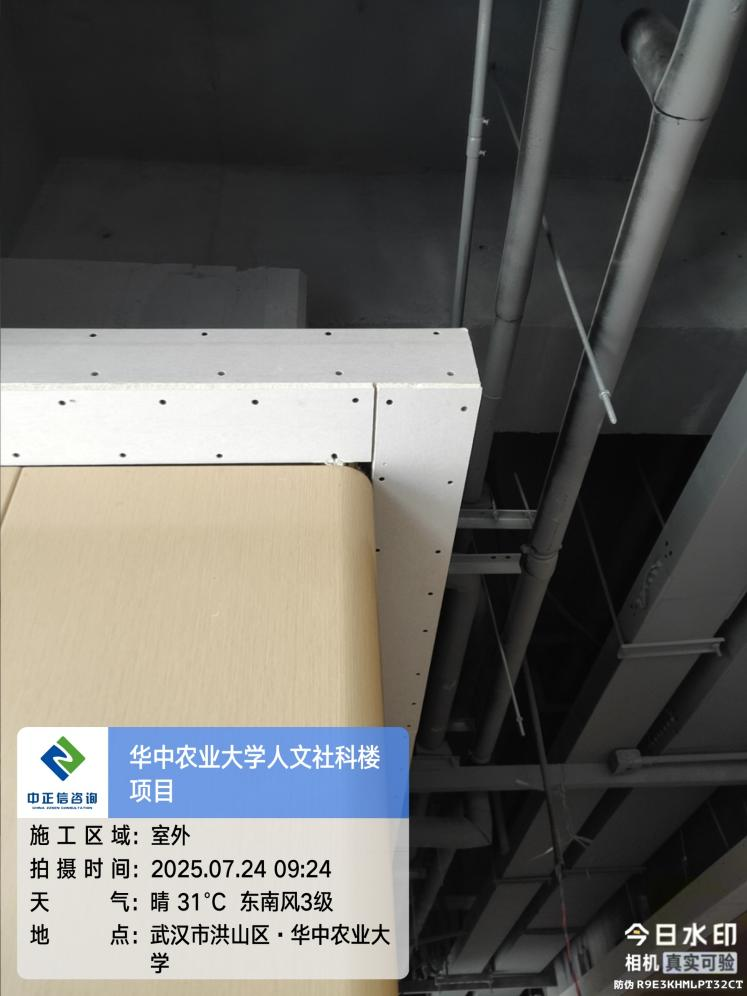 华中农业大学人文社科楼
项目
中正信咨询
CHINA ZENXN CONSULTATION
施工区域：室外
拍摄时间：2025.07.24 09:24
天气：晴 31℃ 东南风3级
地点：武汉市洪山区·华中农业大
学
今日水印
相机 真实可验
防伪 R9E3KHMLPT32CT